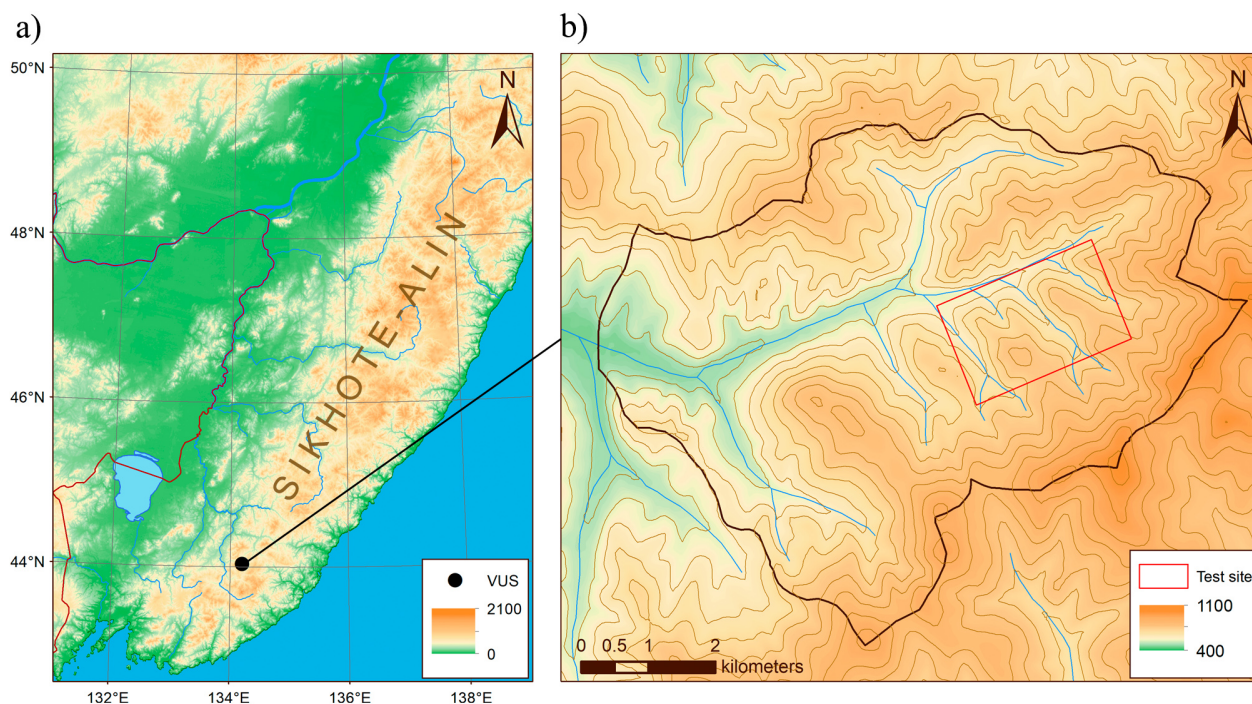 a)
50°N
48°N
46°N
44°N
132°E
134°E
136°E
138°E
N
SIKHOTE-ALIN
VUS
2100
0
b)
N
0 0.5 1 2
kilometers
Test site
1100
400